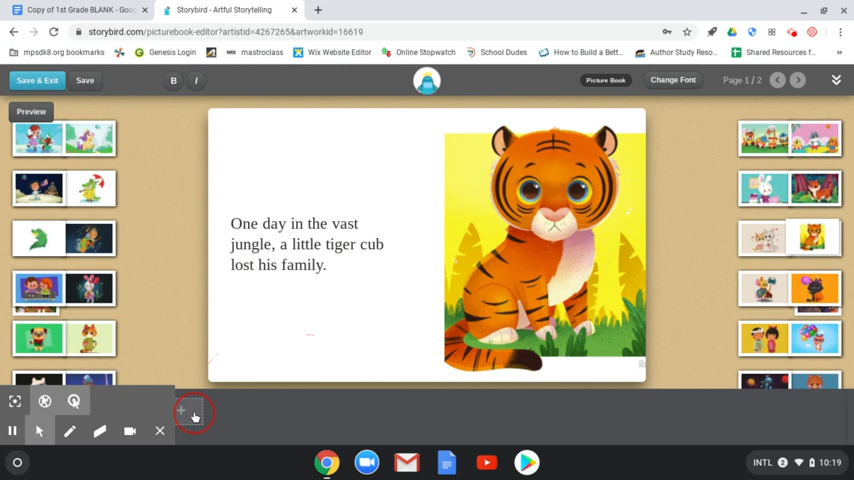 Copy of 1st Grade BLANK - Goo
Storybird - Artful Storytelling
storybird.com/picturebook-editor?artistid=4267265&artworkid=16619
mpsdk8.org bookmarks
Genesis Login
WIX
mastroclass
Wix Website Editor
Online Stopwatch
School Dudes
How to Build a Bett...
Author Study Reso...
Shared Resources f...
Save & Exit
Save
B
I
Picture Book
Change Font
Page 1 / 2
Preview
One day in the vast
jungle, a little tiger cub
lost his family.
INTL
2
10:19